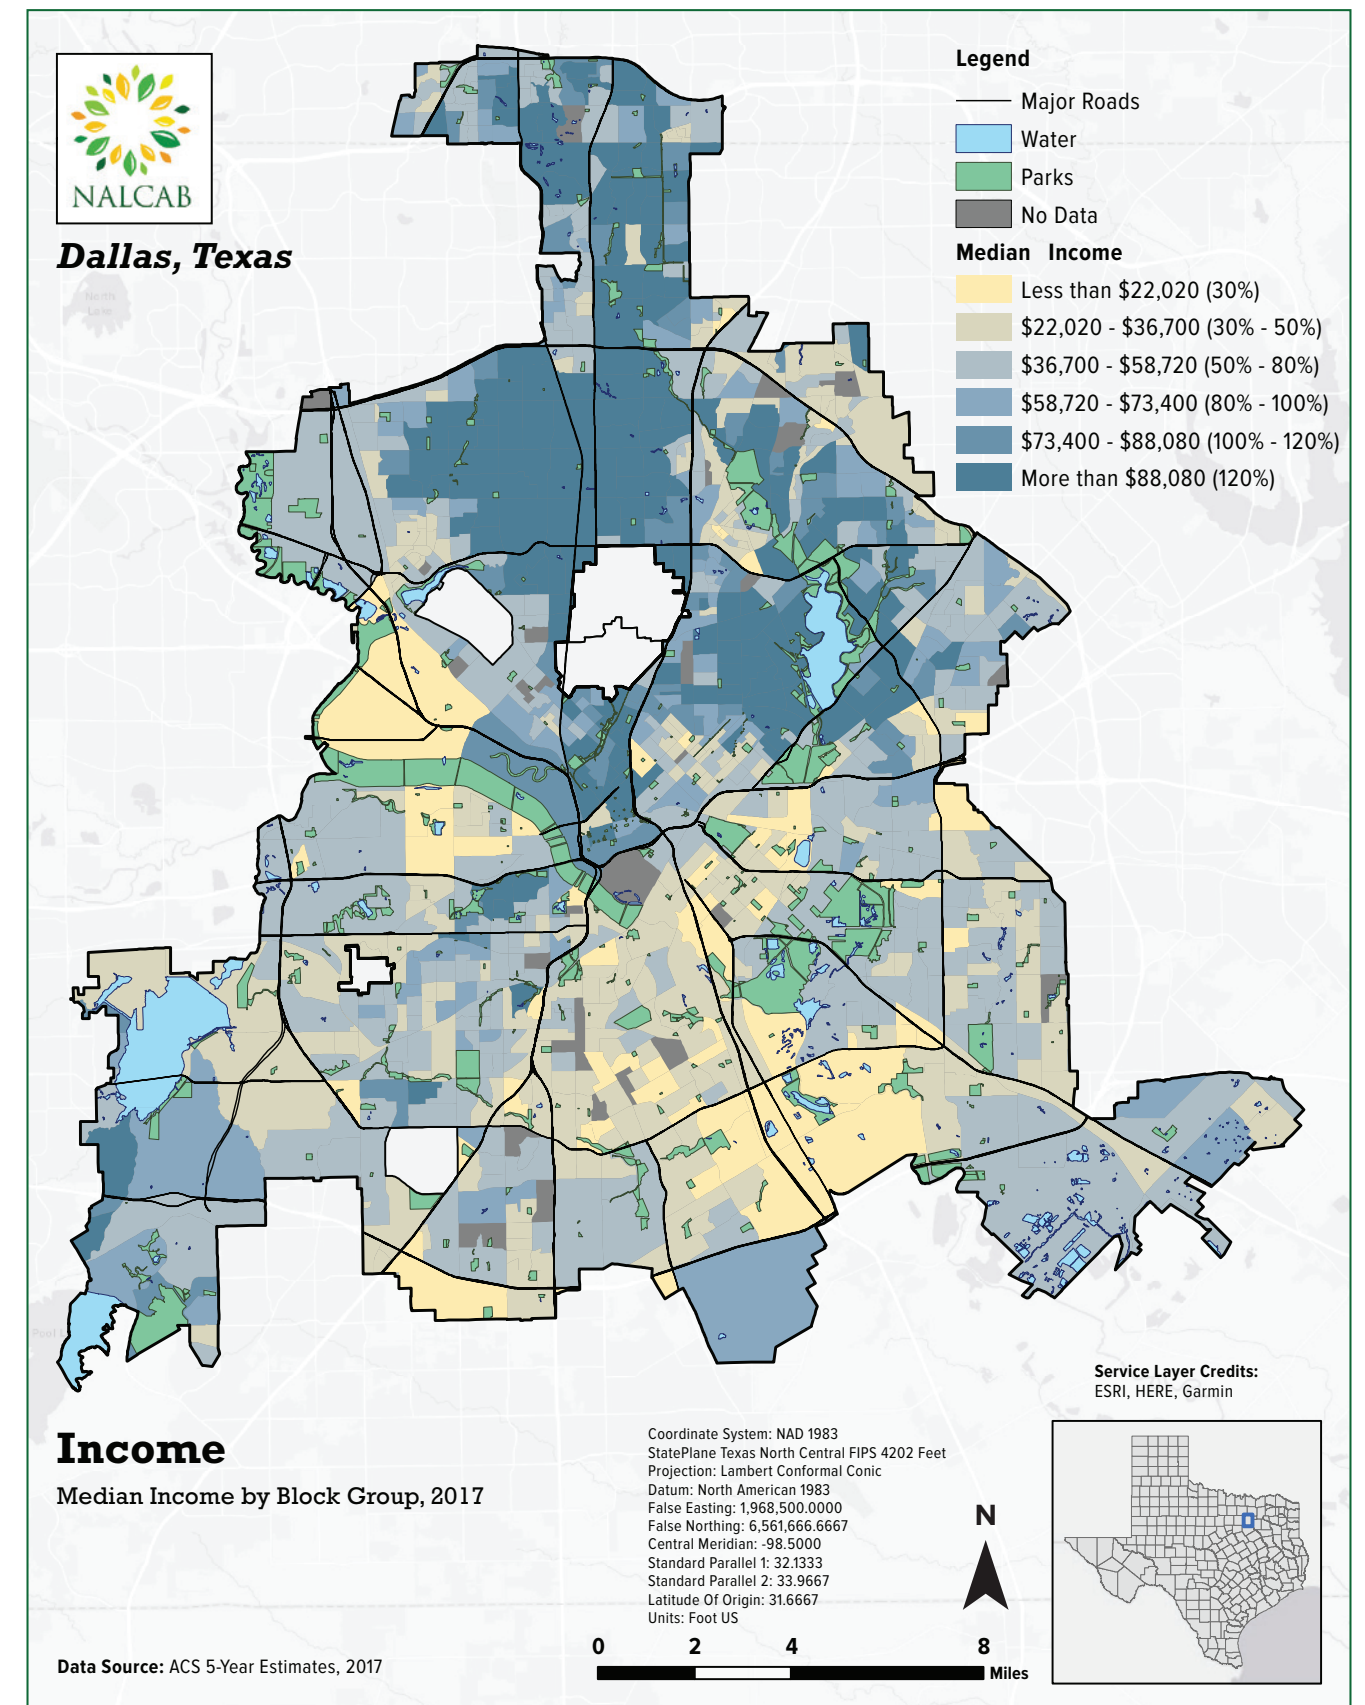 NALCAB
Dallas, Texas
Legend
Major Roads
Water
Parks
No Data
Median Income
Less than $22,020 (30%)
$22,020 - $36,700 (30% - 50%)
$36,700 - $58,720 (50% - 80%)
$58,720 - $73,400 (80% - 100%)
$73,400 - $88,080 (100% - 120%)
More than $88,080 (120%)
North
Lake
Service Layer Credits:
ESRI, HERE, Garmin
Income
Median Income by Block Group, 2017
Coordinate System: NAD 1983
StatePlane Texas North Central FIPS 4202 Feet
Projection: Lambert Conformal Conic
Datum: North American 1983
False Easting: 1,968,500.0000
False Northing: 6,561,666.6667
Central Meridian: -98.5000
Standard Parallel 1: 32.1333
Standard Parallel 2: 33.9667
Latitude Of Origin: 31.6667
Units: Foot US
N
0 2 4 8
Miles
Data Source: ACS 5-Year Estimates, 2017